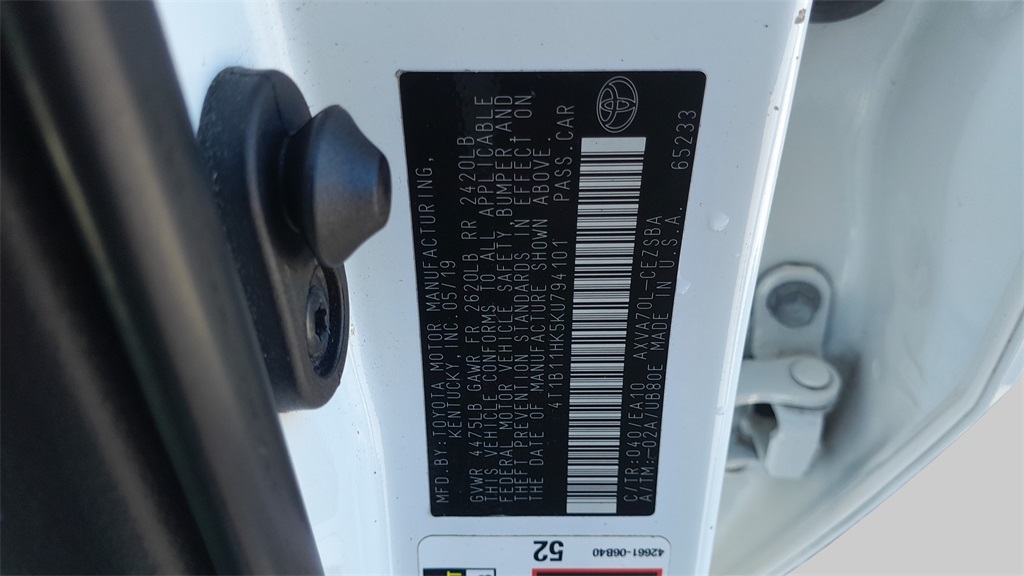 MFD.BY:TOYOTA MOTOR MANUFACTURING,
KENTUCKY, INC. 05/19
GVWR 4475LB GAWR FR 2620LB RR 2420LB
THIS VEHICLE CONFORMS TO ALL APPLICABLE
FEDERAL MOTOR VEHICLE SAFETY BUMPER AND
THEFT PREVENTION STANDARDS IN EFFECT ON
THE DATE OF MANUFACTURE SHOWN ABOVE.
4T1B11HK5KU794101 PASS.CAR
C/TR:040/EA10 AXVA70L-CEZSBA 65233
A/TM:-02A/UB80E MADE IN U.S.A.
52
42661-06B40